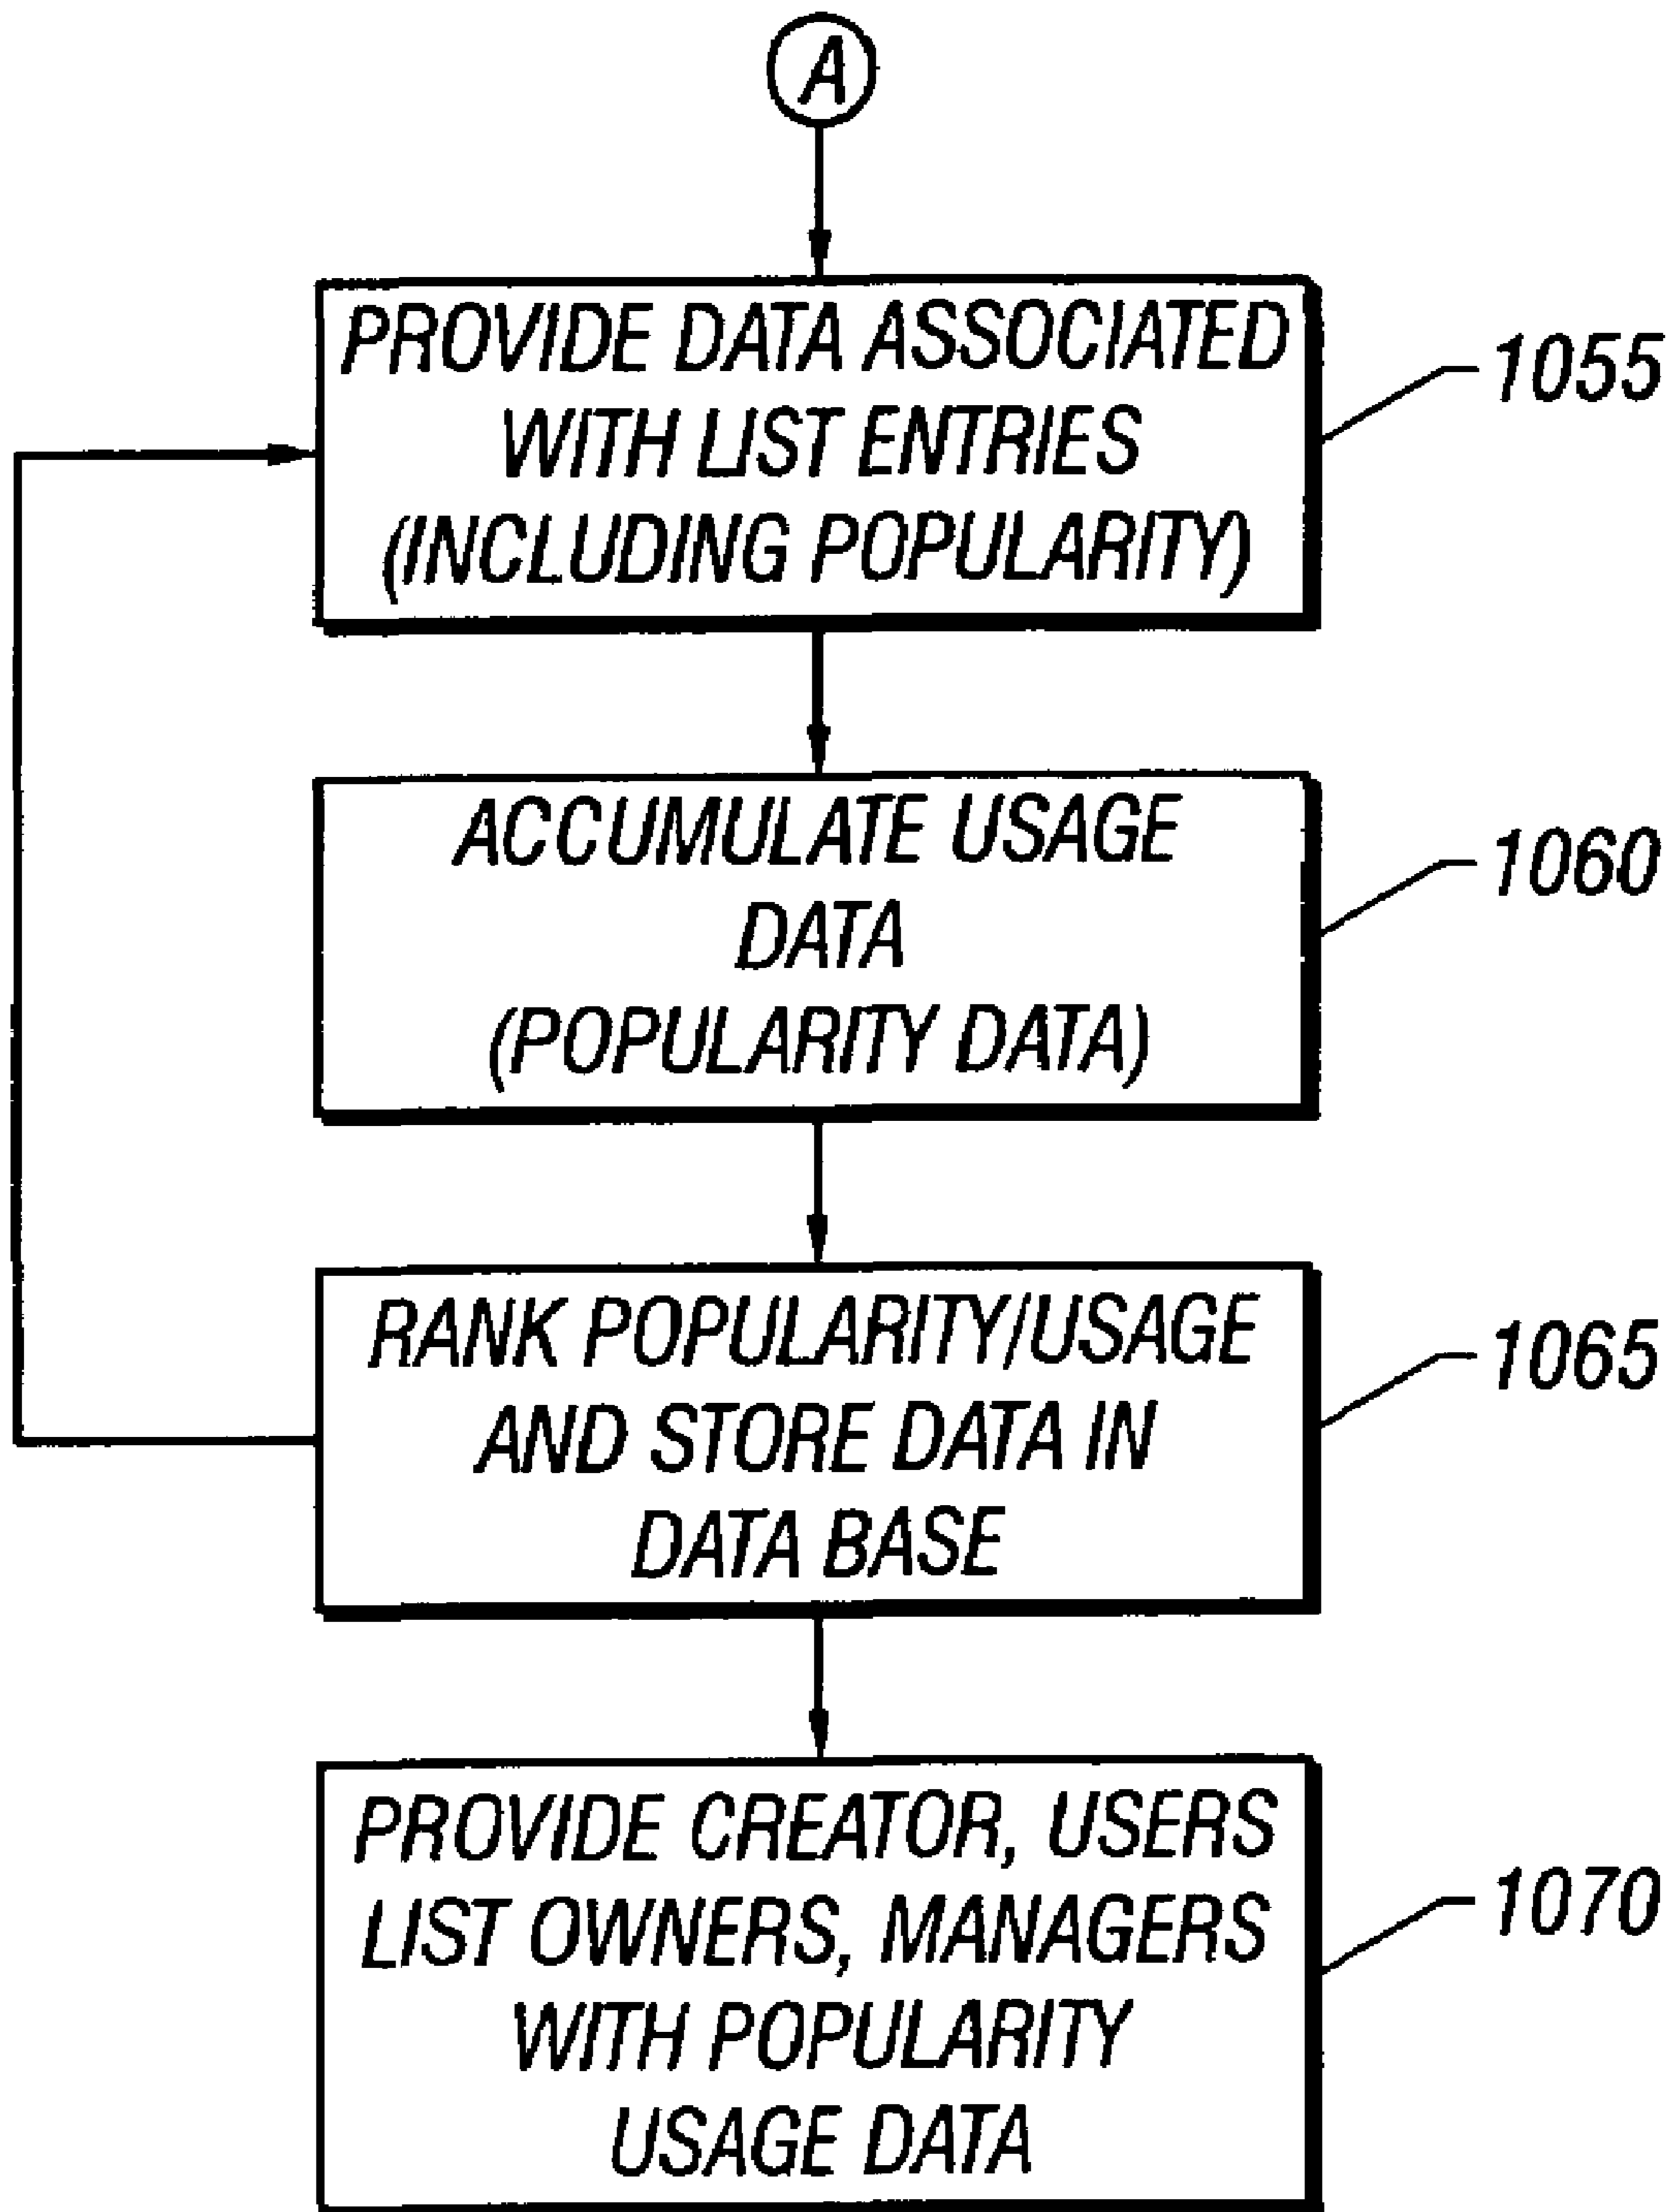 A
PROVIDE DATA ASSOCIATED
WITH LIST ENTRIES
(INCLUDING POPULARITY)
1055
ACCUMULATE USAGE
DATA
(POPULARITY DATA)
1060
RANK POPULARITY/USAGE
AND STORE DATA IN
DATA BASE
1065
PROVIDE CREATOR, USERS
LIST OWNERS, MANAGERS
WITH POPULARITY
USAGE DATA
1070